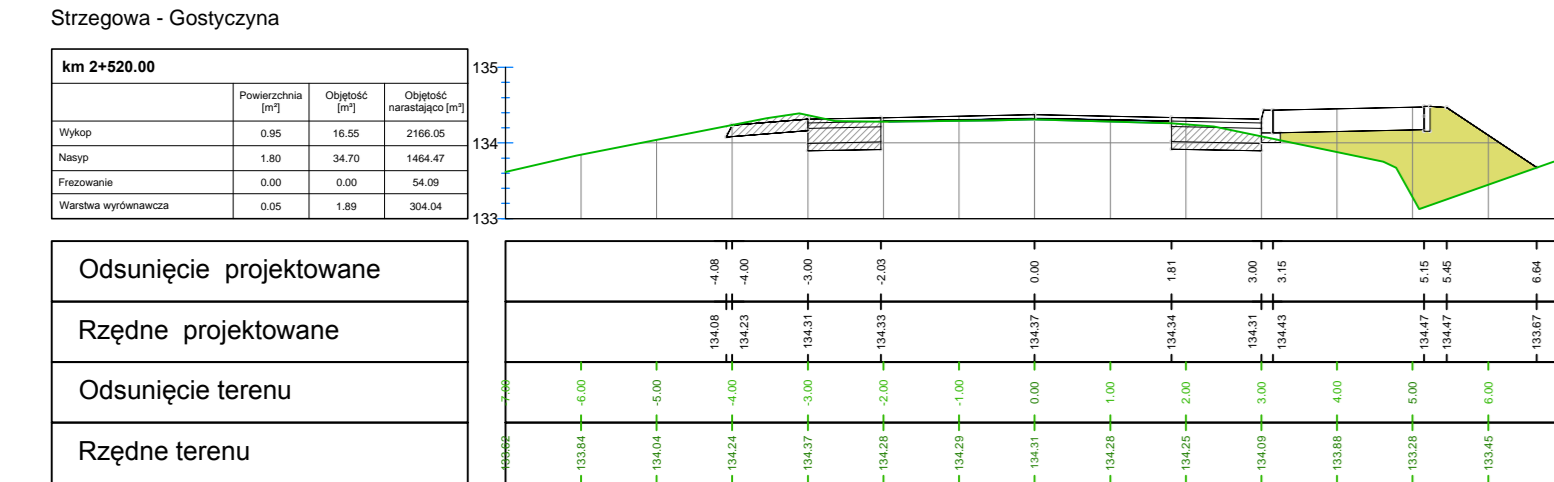 Strzegowa - Gostyczyna
km 2+520.00
Powierzchnia [m²] Objętość [m³] Objętość narastająco [m³]
Wykop 0.95 16.55 2166.05
Nasyp 1.80 34.70 1464.47
Frezowanie 0.00 0.00 54.09
Warstwa wyrównawcza 0.05 1.89 304.04
135
134
133
Odsunięcie projektowane -4.08 -4.00 -3.00 -2.03 0.00 1.81 3.00 3.15 5.15 5.45 6.64
Rzędne projektowane 134.08 134.23 134.31 134.33 134.37 134.34 134.31 134.43 134.47 134.47 133.67
Odsunięcie terenu -7.00 -6.00 -5.00 -4.00 -3.00 -2.00 -1.00 0.00 1.00 2.00 3.00 4.00 5.00 6.00
Rzędne terenu 133.62 133.84 134.04 134.24 134.37 134.28 134.29 134.31 134.28 134.25 134.09 133.88 133.28 133.45